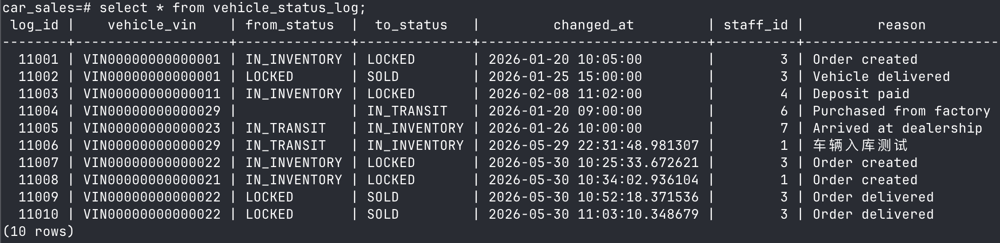 car_sales=# select * from vehicle_status_log;
 log_id |    vehicle_vin    | from_status  |  to_status   |         changed_at         | staff_id |         reason
--------+-------------------+--------------+--------------+----------------------------+----------+------------------------
  11001 | VIN00000000000001 | IN_INVENTORY | LOCKED       | 2026-01-20 10:05:00        |        3 | Order created
  11002 | VIN00000000000001 | LOCKED       | SOLD         | 2026-01-25 15:00:00        |        3 | Vehicle delivered
  11003 | VIN00000000000011 | IN_INVENTORY | LOCKED       | 2026-02-08 11:02:00        |        4 | Deposit paid
  11004 | VIN00000000000029 |              | IN_TRANSIT   | 2026-01-20 09:00:00        |        6 | Purchased from factory
  11005 | VIN00000000000023 | IN_TRANSIT   | IN_INVENTORY | 2026-01-26 10:00:00        |        7 | Arrived at dealership
  11006 | VIN00000000000029 | IN_TRANSIT   | IN_INVENTORY | 2026-05-29 22:31:48.981307 |        1 | 车辆入库测试
  11007 | VIN00000000000022 | IN_INVENTORY | LOCKED       | 2026-05-30 10:25:33.672621 |        3 | Order created
  11008 | VIN00000000000021 | IN_INVENTORY | LOCKED       | 2026-05-30 10:34:02.936104 |        1 | Order created
  11009 | VIN00000000000022 | LOCKED       | SOLD         | 2026-05-30 10:52:18.371536 |        3 | Order delivered
  11010 | VIN00000000000022 | LOCKED       | SOLD         | 2026-05-30 11:03:10.348679 |        3 | Order delivered
(10 rows)